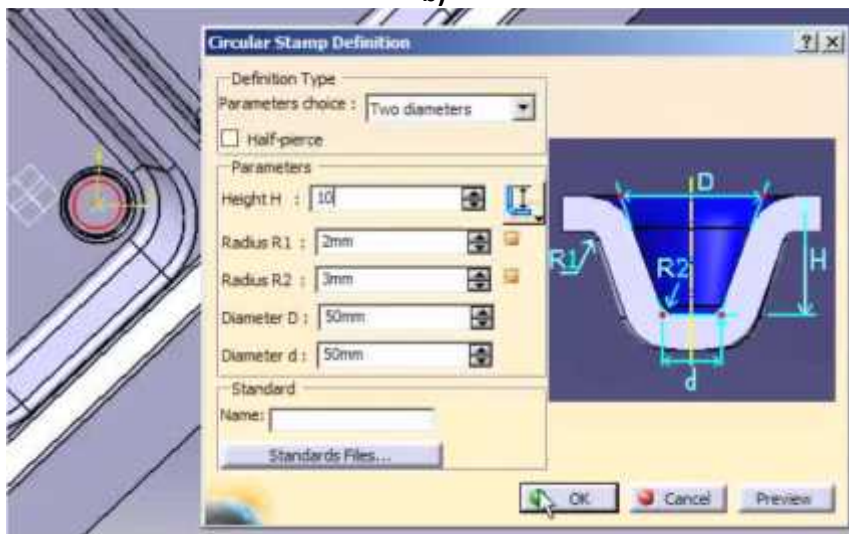 b)
Circular Stamp Definition
Definition Type
Parameters choice : Two diameters
Half-pierce
Parameters
Height H : 10
Radius R1 : 2mm
Radius R2 : 3mm
Diameter D : 50mm
Diameter d : 50mm
Standard
Name:
Standards Files...
D
R1
R2
H
d
OK Cancel Preview